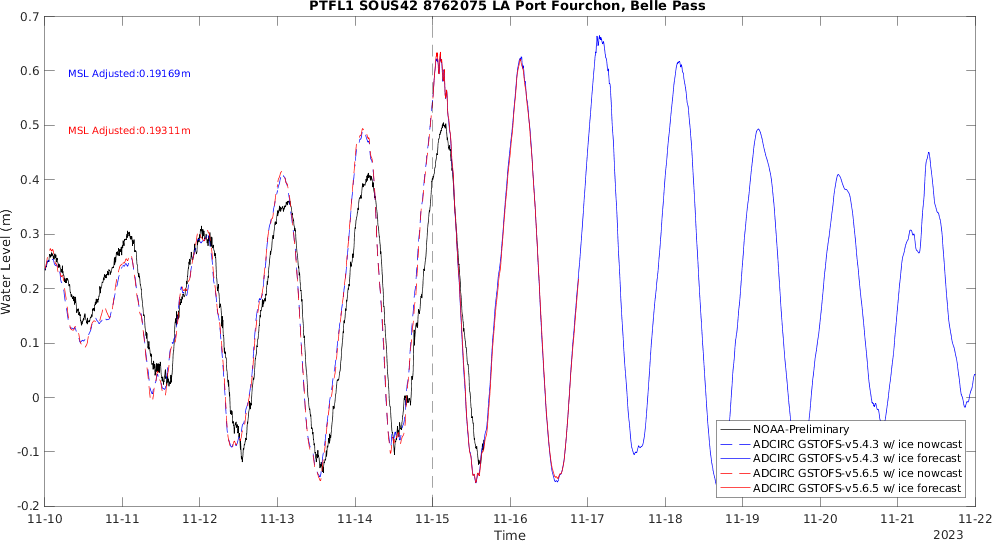 PTFL1 SOUS42 8762075 LA Port Fourchon, Belle Pass
0.7
0.6
0.5
0.4
0.3
0.2
0.1
0
-0.1
-0.2
Water Level (m)
MSL Adjusted:0.19169m
MSL Adjusted:0.19311m
NOAA-Preliminary
ADCIRC GSTOFS-v5.4.3 w/ ice nowcast
ADCIRC GSTOFS-v5.4.3 w/ ice forecast
ADCIRC GSTOFS-v5.6.5 w/ ice nowcast
ADCIRC GSTOFS-v5.6.5 w/ ice forecast
11-10 11-11 11-12 11-13 11-14 11-15 11-16 11-17 11-18 11-19 11-20 11-21 11-22
Time
2023